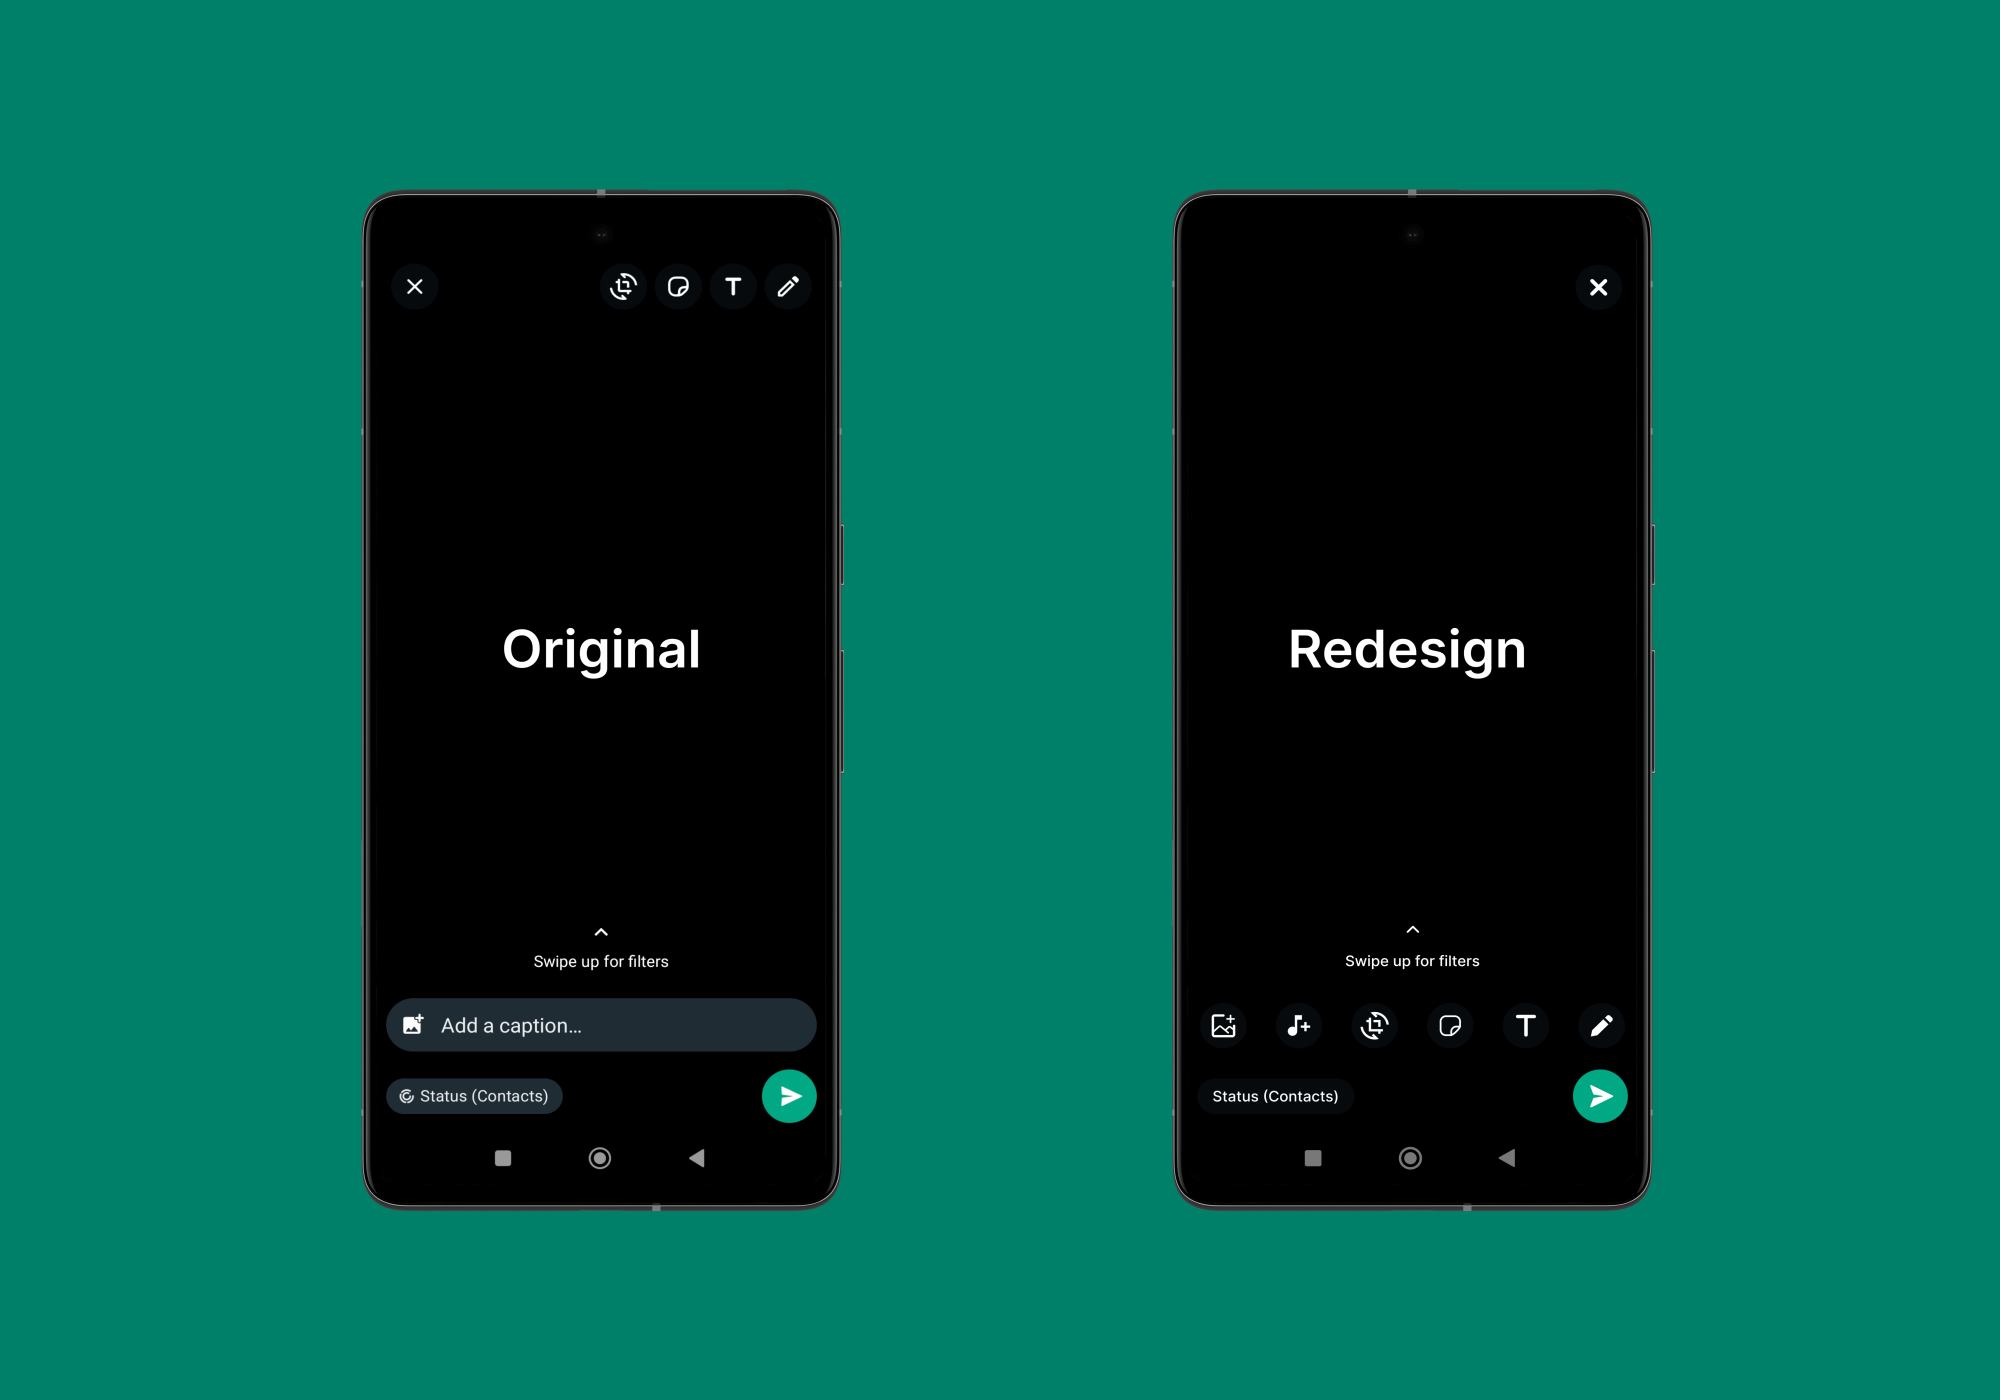 Original
Swipe up for filters
Add a caption...
Status (Contacts)
T
Redesign
Swipe up for filters
T
Status (Contacts)